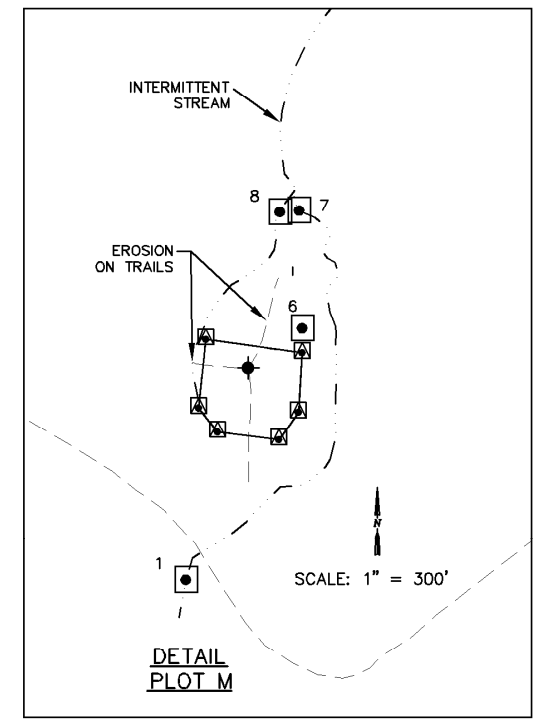 INTERMITTENT
STREAM
8
7
EROSION
ON TRAILS
6
N
1
SCALE: 1" = 300'
DETAIL
PLOT M